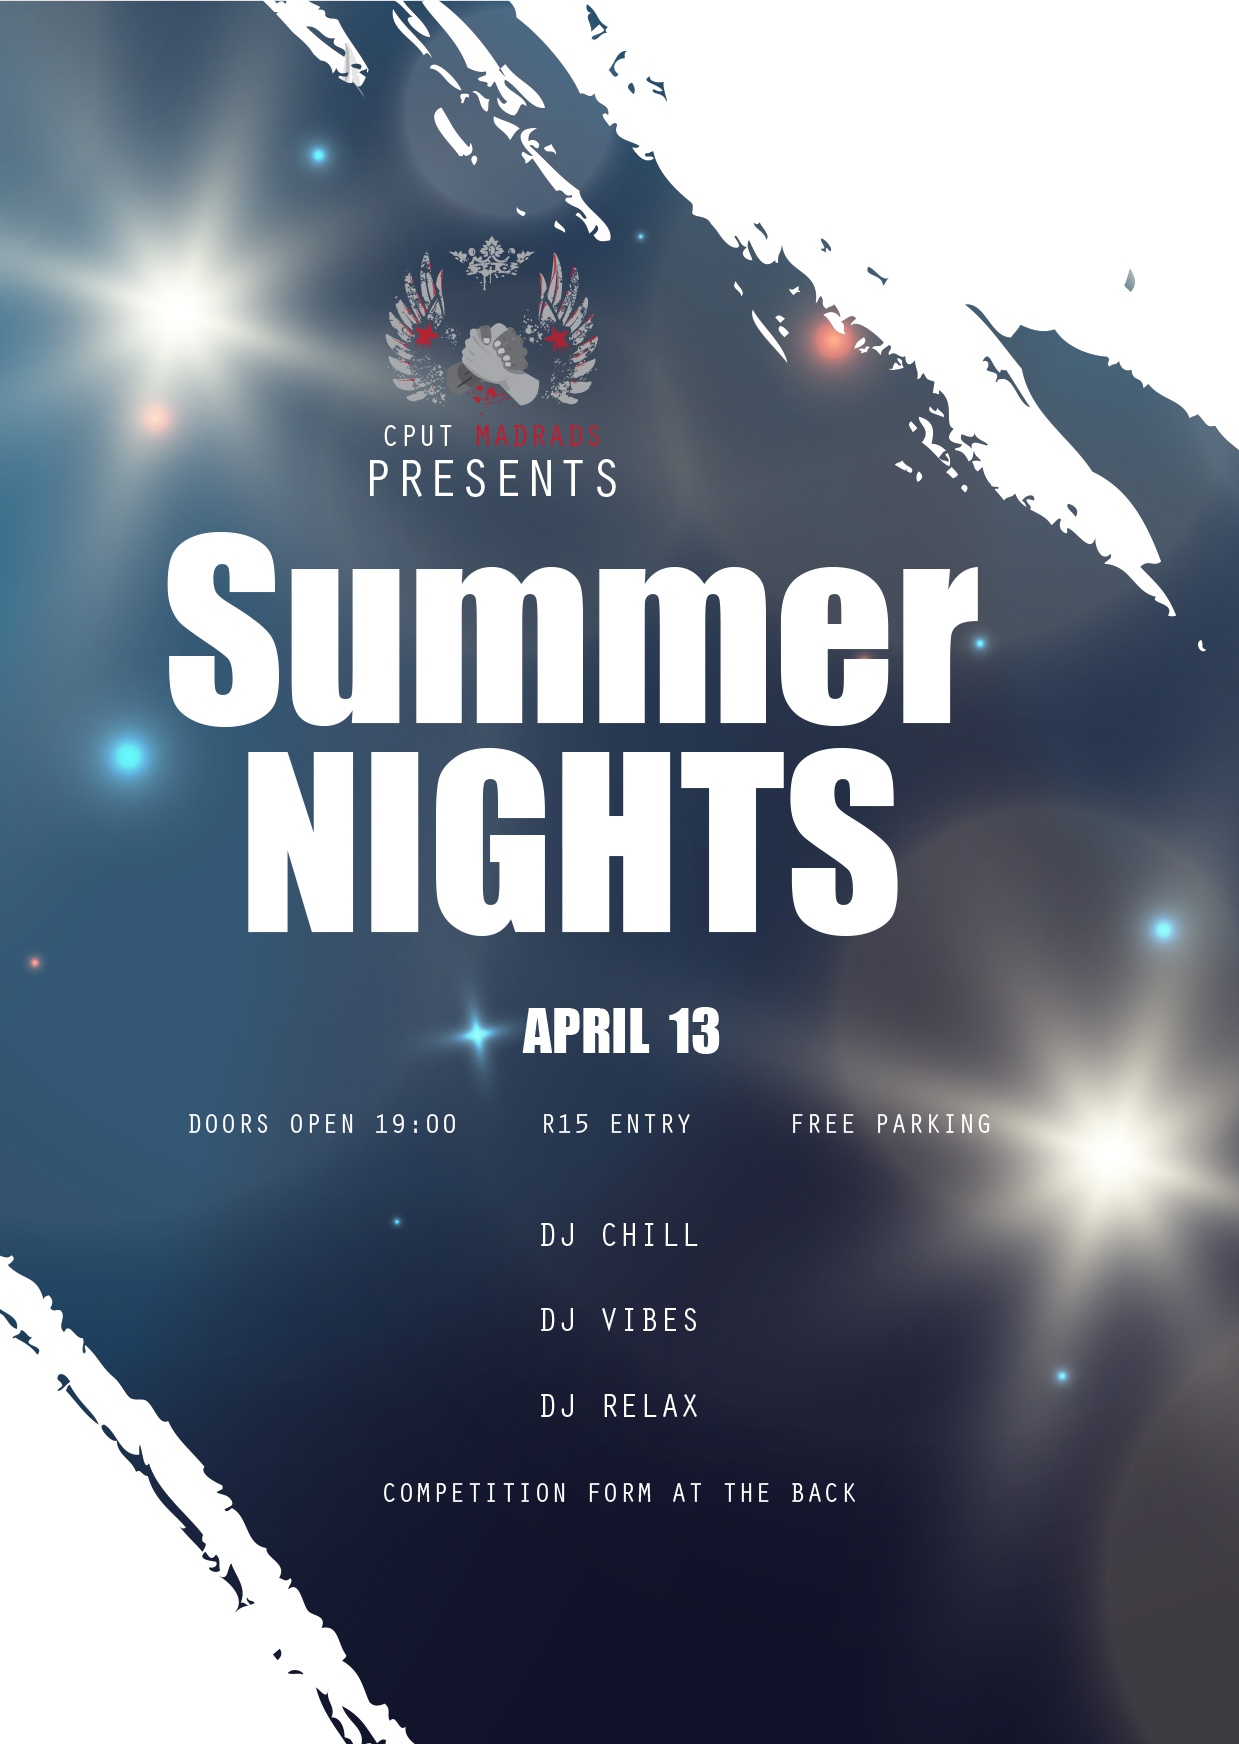 CPUT MADRADS
PRESENTS
Summer
NIGHTS
APRIL 13
DOORS OPEN 19:00 R15 ENTRY FREE PARKING
DJ CHILL
DJ VIBES
DJ RELAX
COMPETITION FORM AT THE BACK